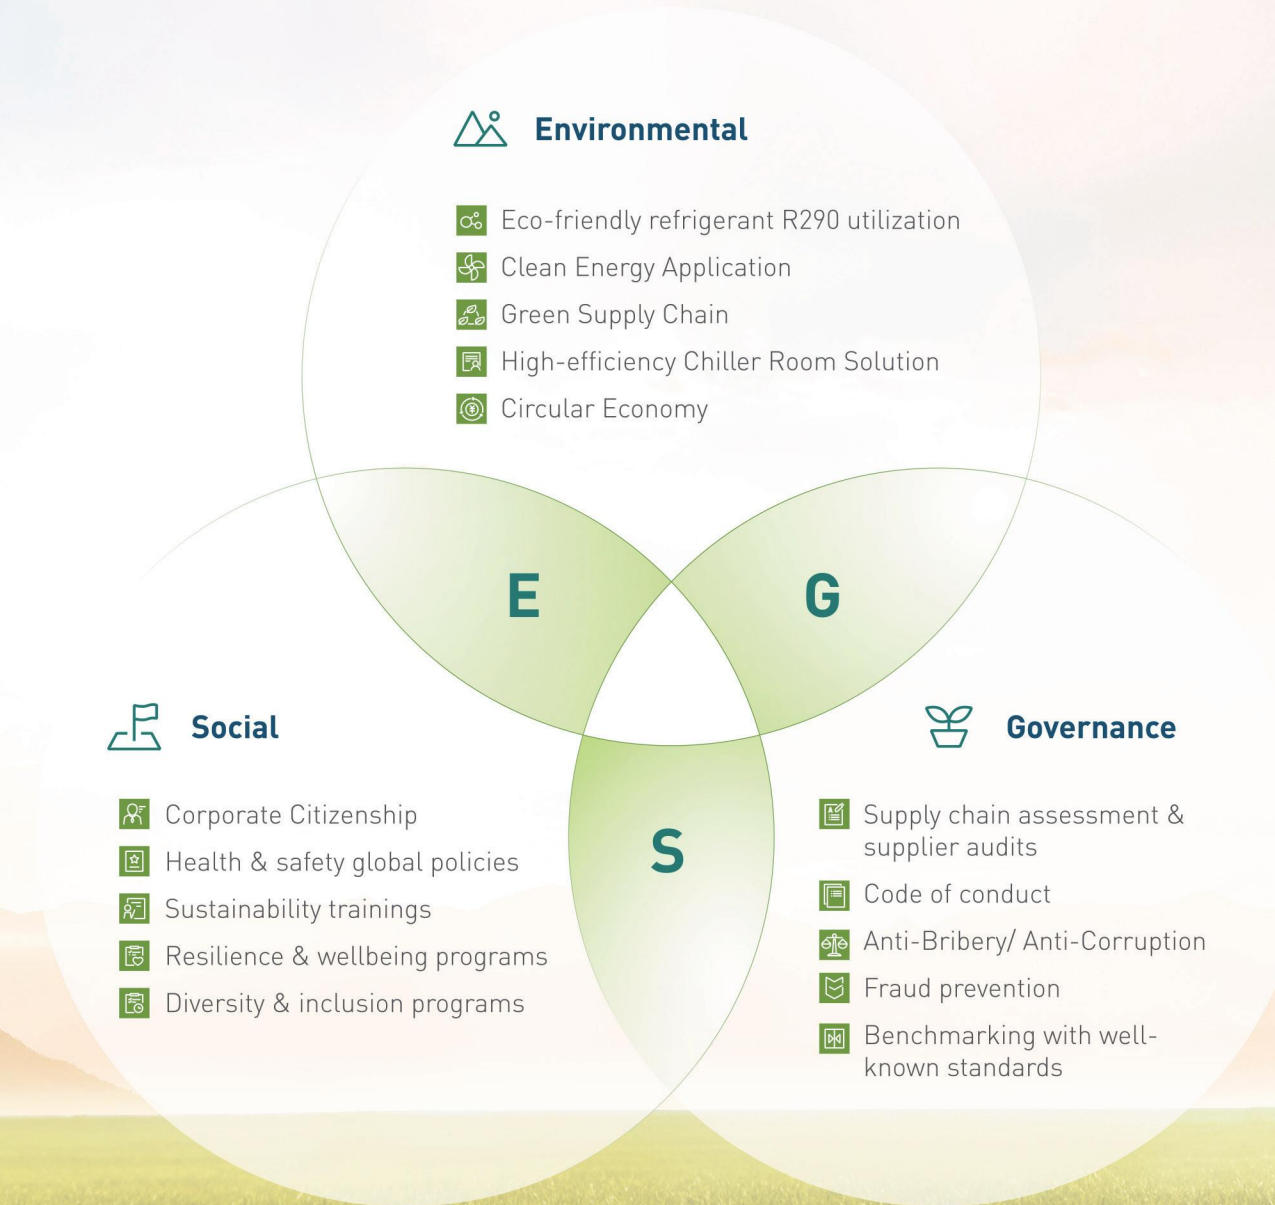 Environmental
Eco-friendly refrigerant R290 utilization
Clean Energy Application
Green Supply Chain
High-efficiency Chiller Room Solution
Circular Economy
E
G
S
Social
Corporate Citizenship
Health & safety global policies
Sustainability trainings
Resilience & wellbeing programs
Diversity & inclusion programs
Governance
Supply chain assessment &
supplier audits
Code of conduct
Anti-Bribery/ Anti-Corruption
Fraud prevention
Benchmarking with well-
known standards